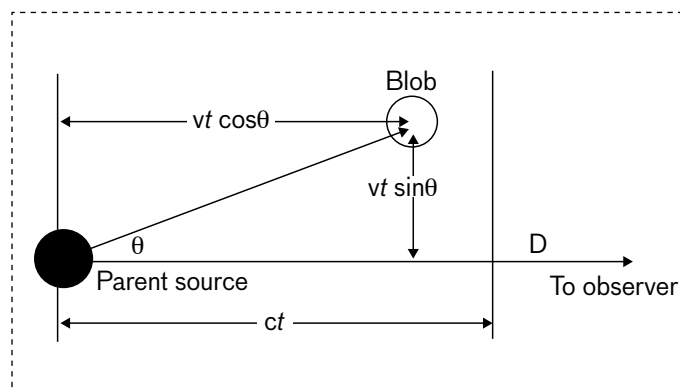 Blob
vt cosθ
vt sinθ
θ
D
Parent source
To observer
ct